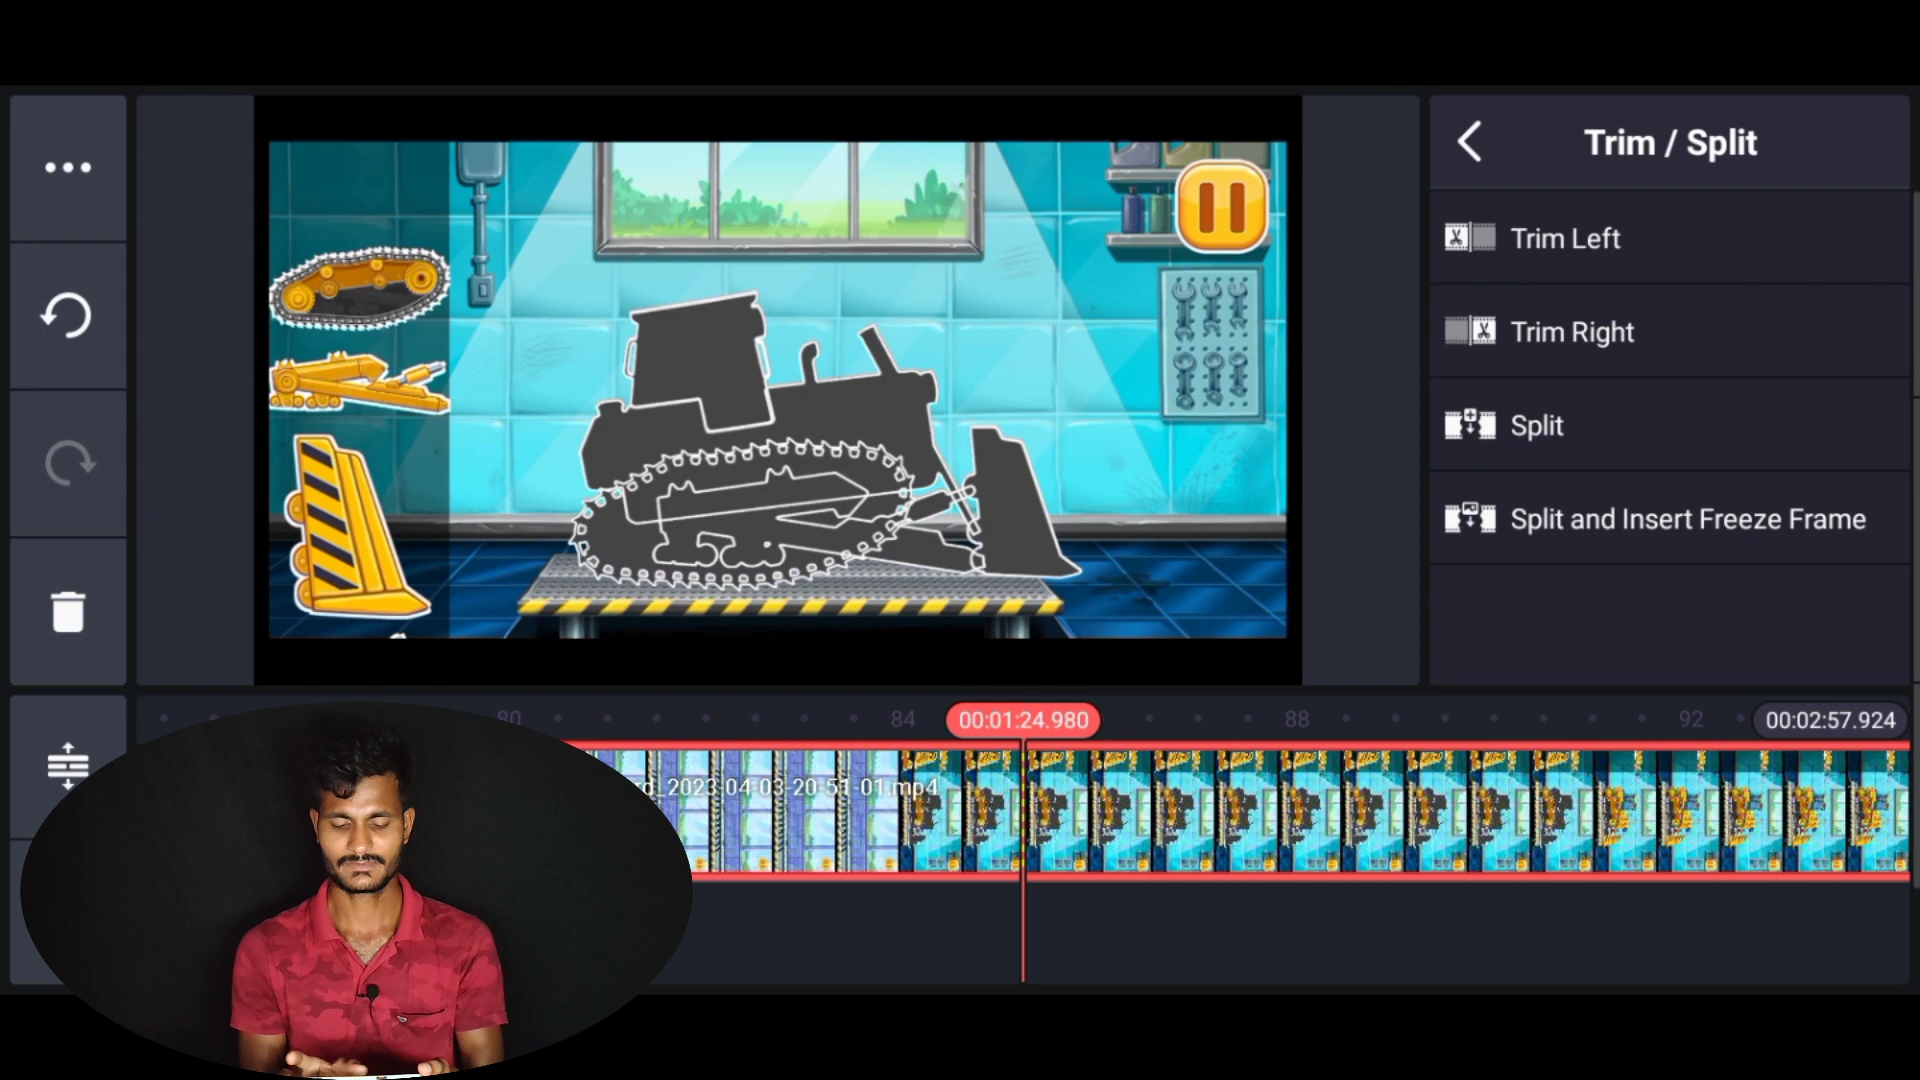 Trim / Split
Trim Left
Trim Right
Split
Split and Insert Freeze Frame
80
84
00:01:24.980
88
92
00:02:57.924
rd_2023-04-03-20-51-01.mp4